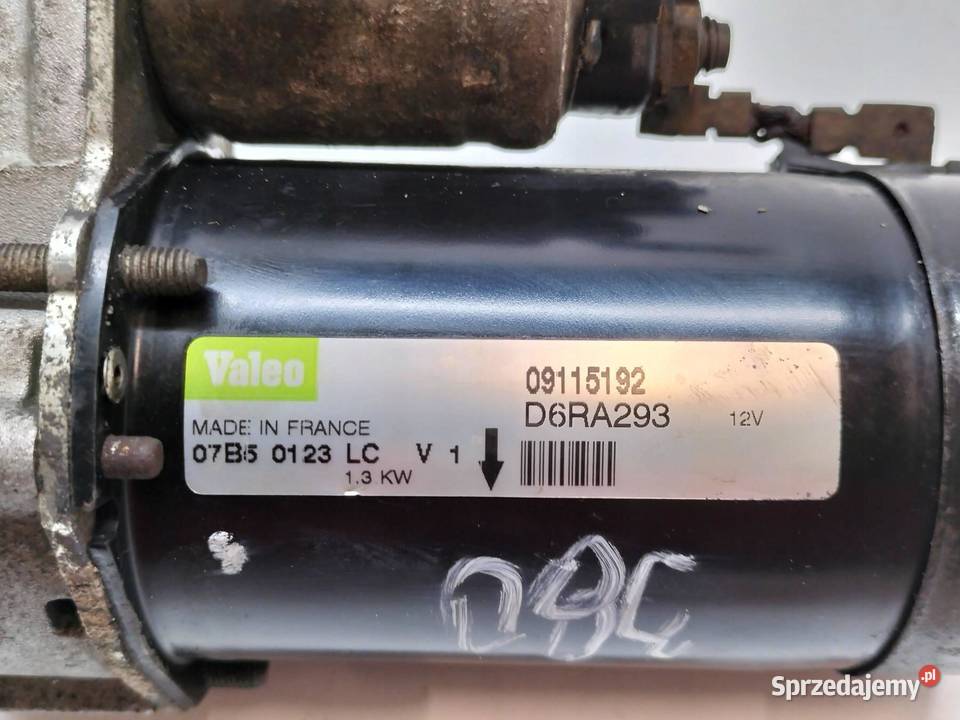 Valeo
09115192
D6RA293 12V
MADE IN FRANCE
07B5 0123 LC V 1
1.3 KW
Sprzedajemy.pl